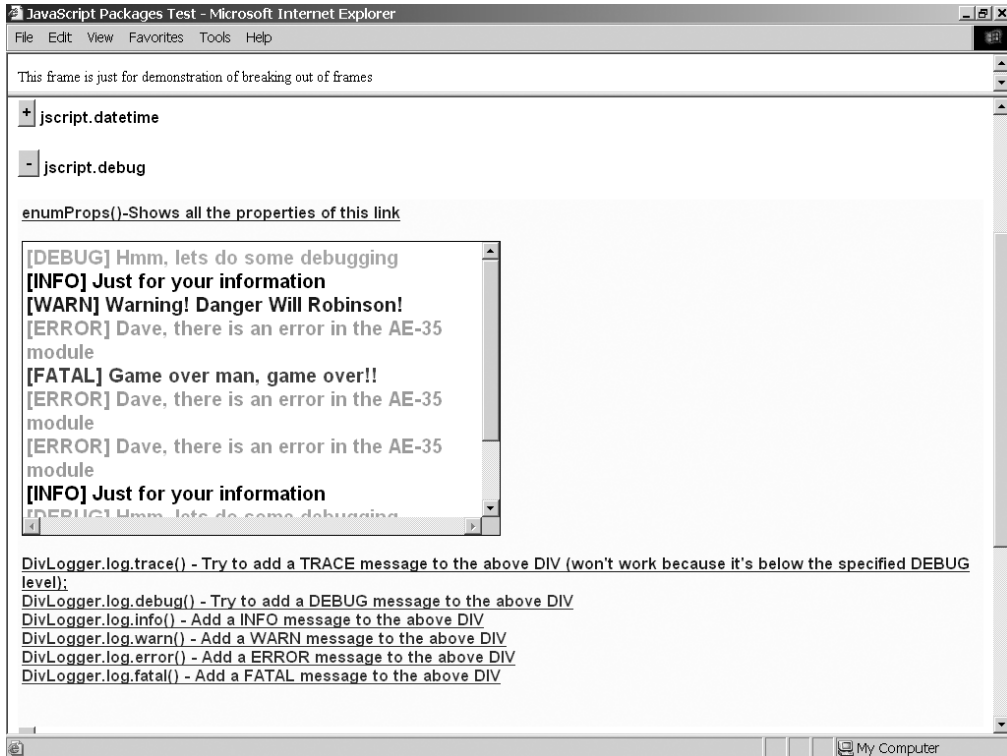 JavaScript Packages Test - Microsoft Internet Explorer
File Edit View Favorites Tools Help
This frame is just for demonstration of breaking out of frames
+ jscript.datetime
- jscript.debug
enumProps()-Shows all the properties of this link
[DEBUG] Hmm, lets do some debugging
[INFO] Just for your information
[WARN] Warning! Danger Will Robinson!
[ERROR] Dave, there is an error in the AE-35
module
[FATAL] Game over man, game over!!
[ERROR] Dave, there is an error in the AE-35
module
[ERROR] Dave, there is an error in the AE-35
module
[INFO] Just for your information
[DEBUG] Hmm, lets do some debugging
DivLogger.log.trace() - Try to add a TRACE message to the above DIV (won't work because it's below the specified DEBUG
level);
DivLogger.log.debug() - Try to add a DEBUG message to the above DIV
DivLogger.log.info() - Add a INFO message to the above DIV
DivLogger.log.warn() - Add a WARN message to the above DIV
DivLogger.log.error() - Add a ERROR message to the above DIV
DivLogger.log.fatal() - Add a FATAL message to the above DIV
My Computer